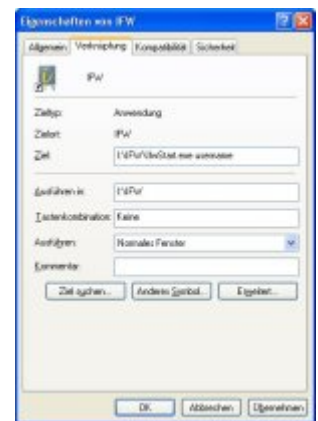 Eigenschaften von IFW
Allgemein Verknüpfung Kompatibilität Sicherheit
IFW
Zieltyp: Anwendung
Zielort: IFW
Ziel:
Ausführen in:
Tastenkombination: Keine
Ausführen: Normales Fenster
Kommentar:
Ziel suchen... Anderes Symbol... Erweitert...
OK Abbrechen Übernehmen